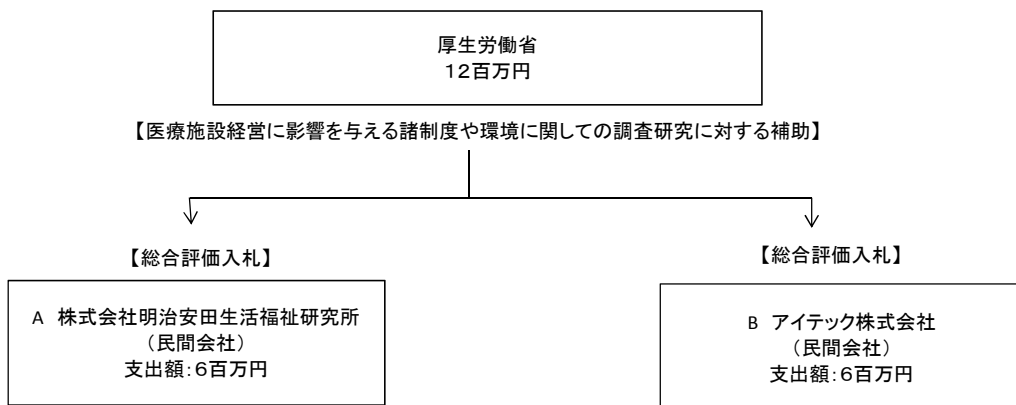 厚生労働省
12百万円
【医療施設経営に影響を与える諸制度や環境に関しての調査研究に対する補助】
【総合評価入札】
【総合評価入札】
A 株式会社明治安田生活福祉研究所
（民間会社）
支出額：6百万円
B アイテック株式会社
（民間会社）
支出額：6百万円